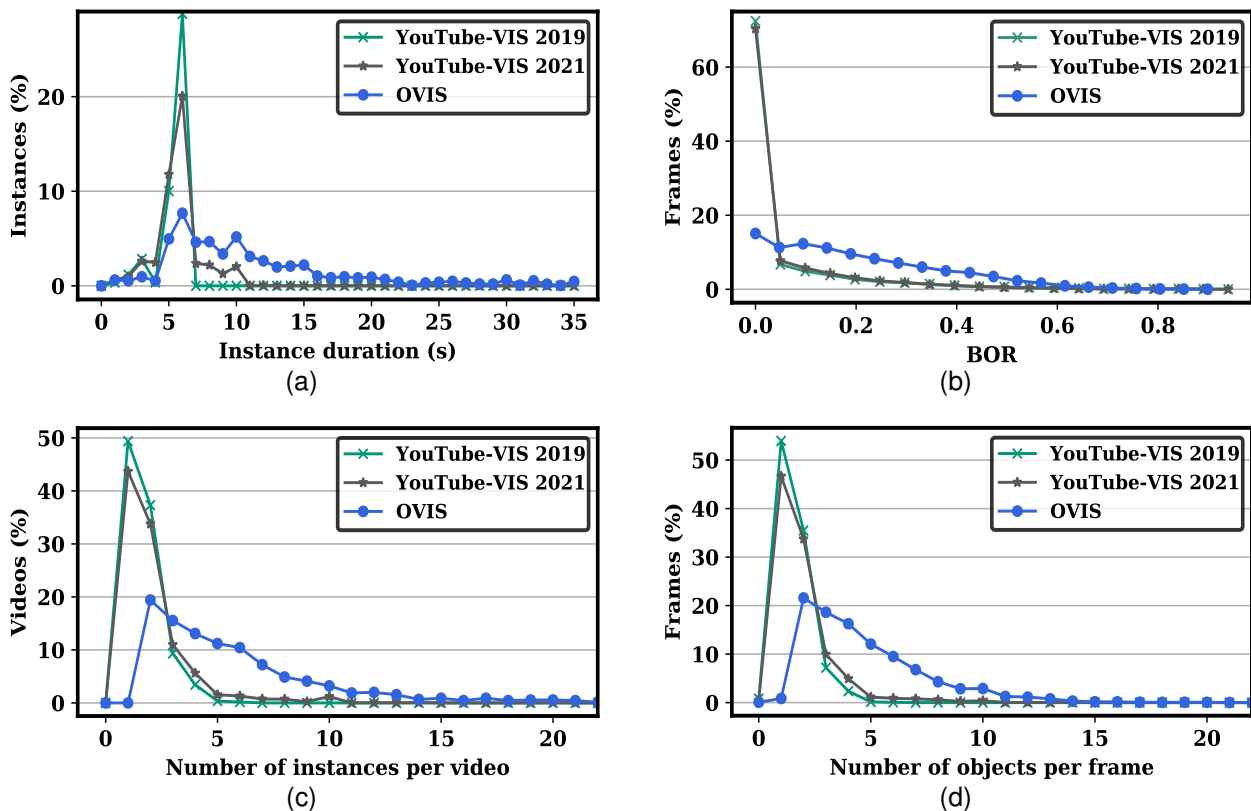 YouTube-VIS 2019
YouTube-VIS 2021
OVIS
Instances (%)
20
10
0
0 5 10 15 20 25 30 35
Instance duration (s)
(a)
YouTube-VIS 2019
YouTube-VIS 2021
OVIS
Frames (%)
60
40
20
0
0.0 0.2 0.4 0.6 0.8
BOR
(b)
YouTube-VIS 2019
YouTube-VIS 2021
OVIS
Videos (%)
50
40
30
20
10
0
0 5 10 15 20
Number of instances per video
(c)
YouTube-VIS 2019
YouTube-VIS 2021
OVIS
Frames (%)
50
40
30
20
10
0
0 5 10 15 20
Number of objects per frame
(d)